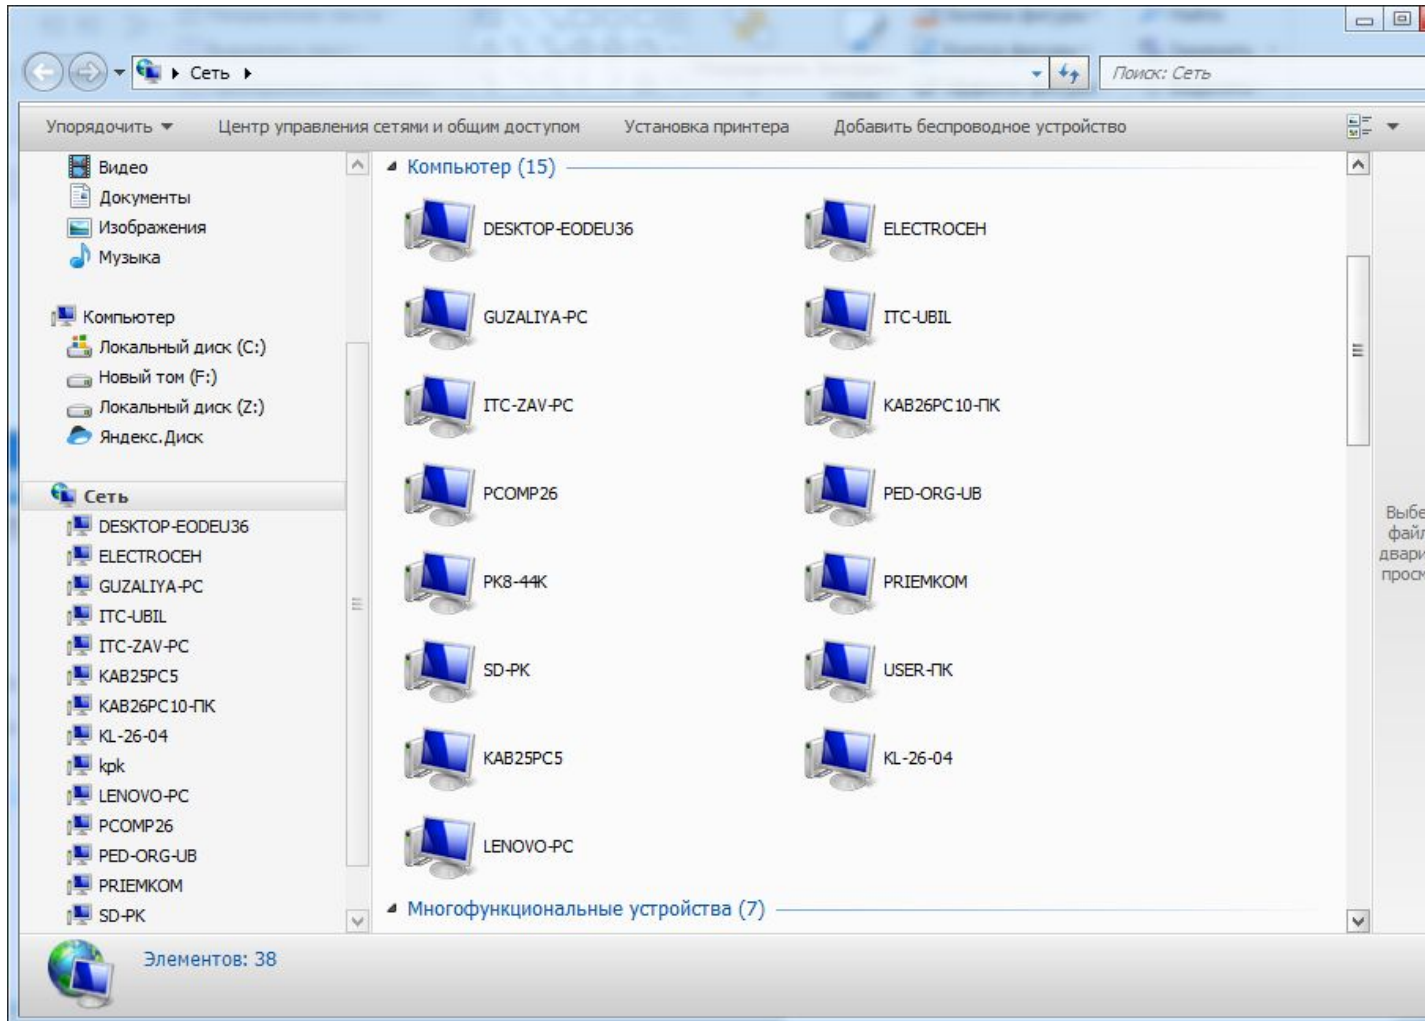 Сеть
Поиск: Сеть
Упорядочить Центр управления сетями и общим доступом Установка принтера Добавить беспроводное устройство
Видео
Документы
Изображения
Музыка
Компьютер
Локальный диск (C:)
Новый том (F:)
Локальный диск (Z:)
Яндекс.Диск
Сеть
DESKTOP-EODEU36
ELECTROCEH
GUZALIYA-PC
ITC-UBIL
ITC-ZAV-PC
KAB25PC5
KAB26PC10-ПК
KL-26-04
kpk
LENOVO-PC
PCOMP26
PED-ORG-UB
PRIEMKOM
SD-PK
Компьютер (15)
DESKTOP-EODEU36 ELECTROCEH
GUZALIYA-PC ITC-UBIL
ITC-ZAV-PC KAB26PC10-ПК
PCOMP26 PED-ORG-UB
PK8-44K PRIEMKOM
SD-PK USER-ПК
KAB25PC5 KL-26-04
LENOVO-PC
Многофункциональные устройства (7)
Выбе
файл
двари
просм
Элементов: 38